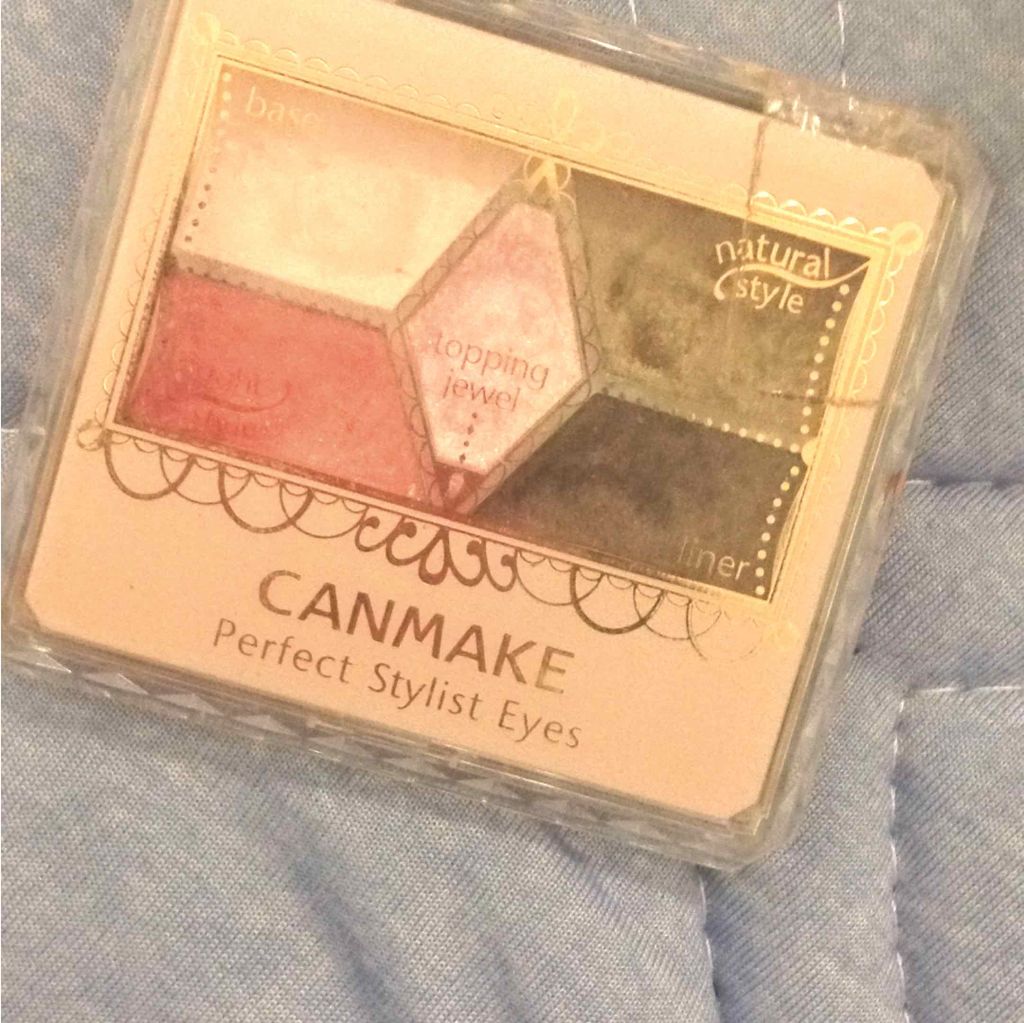 base
natural
style
topping
jewel
liner
CANMAKE
Perfect Stylist Eyes